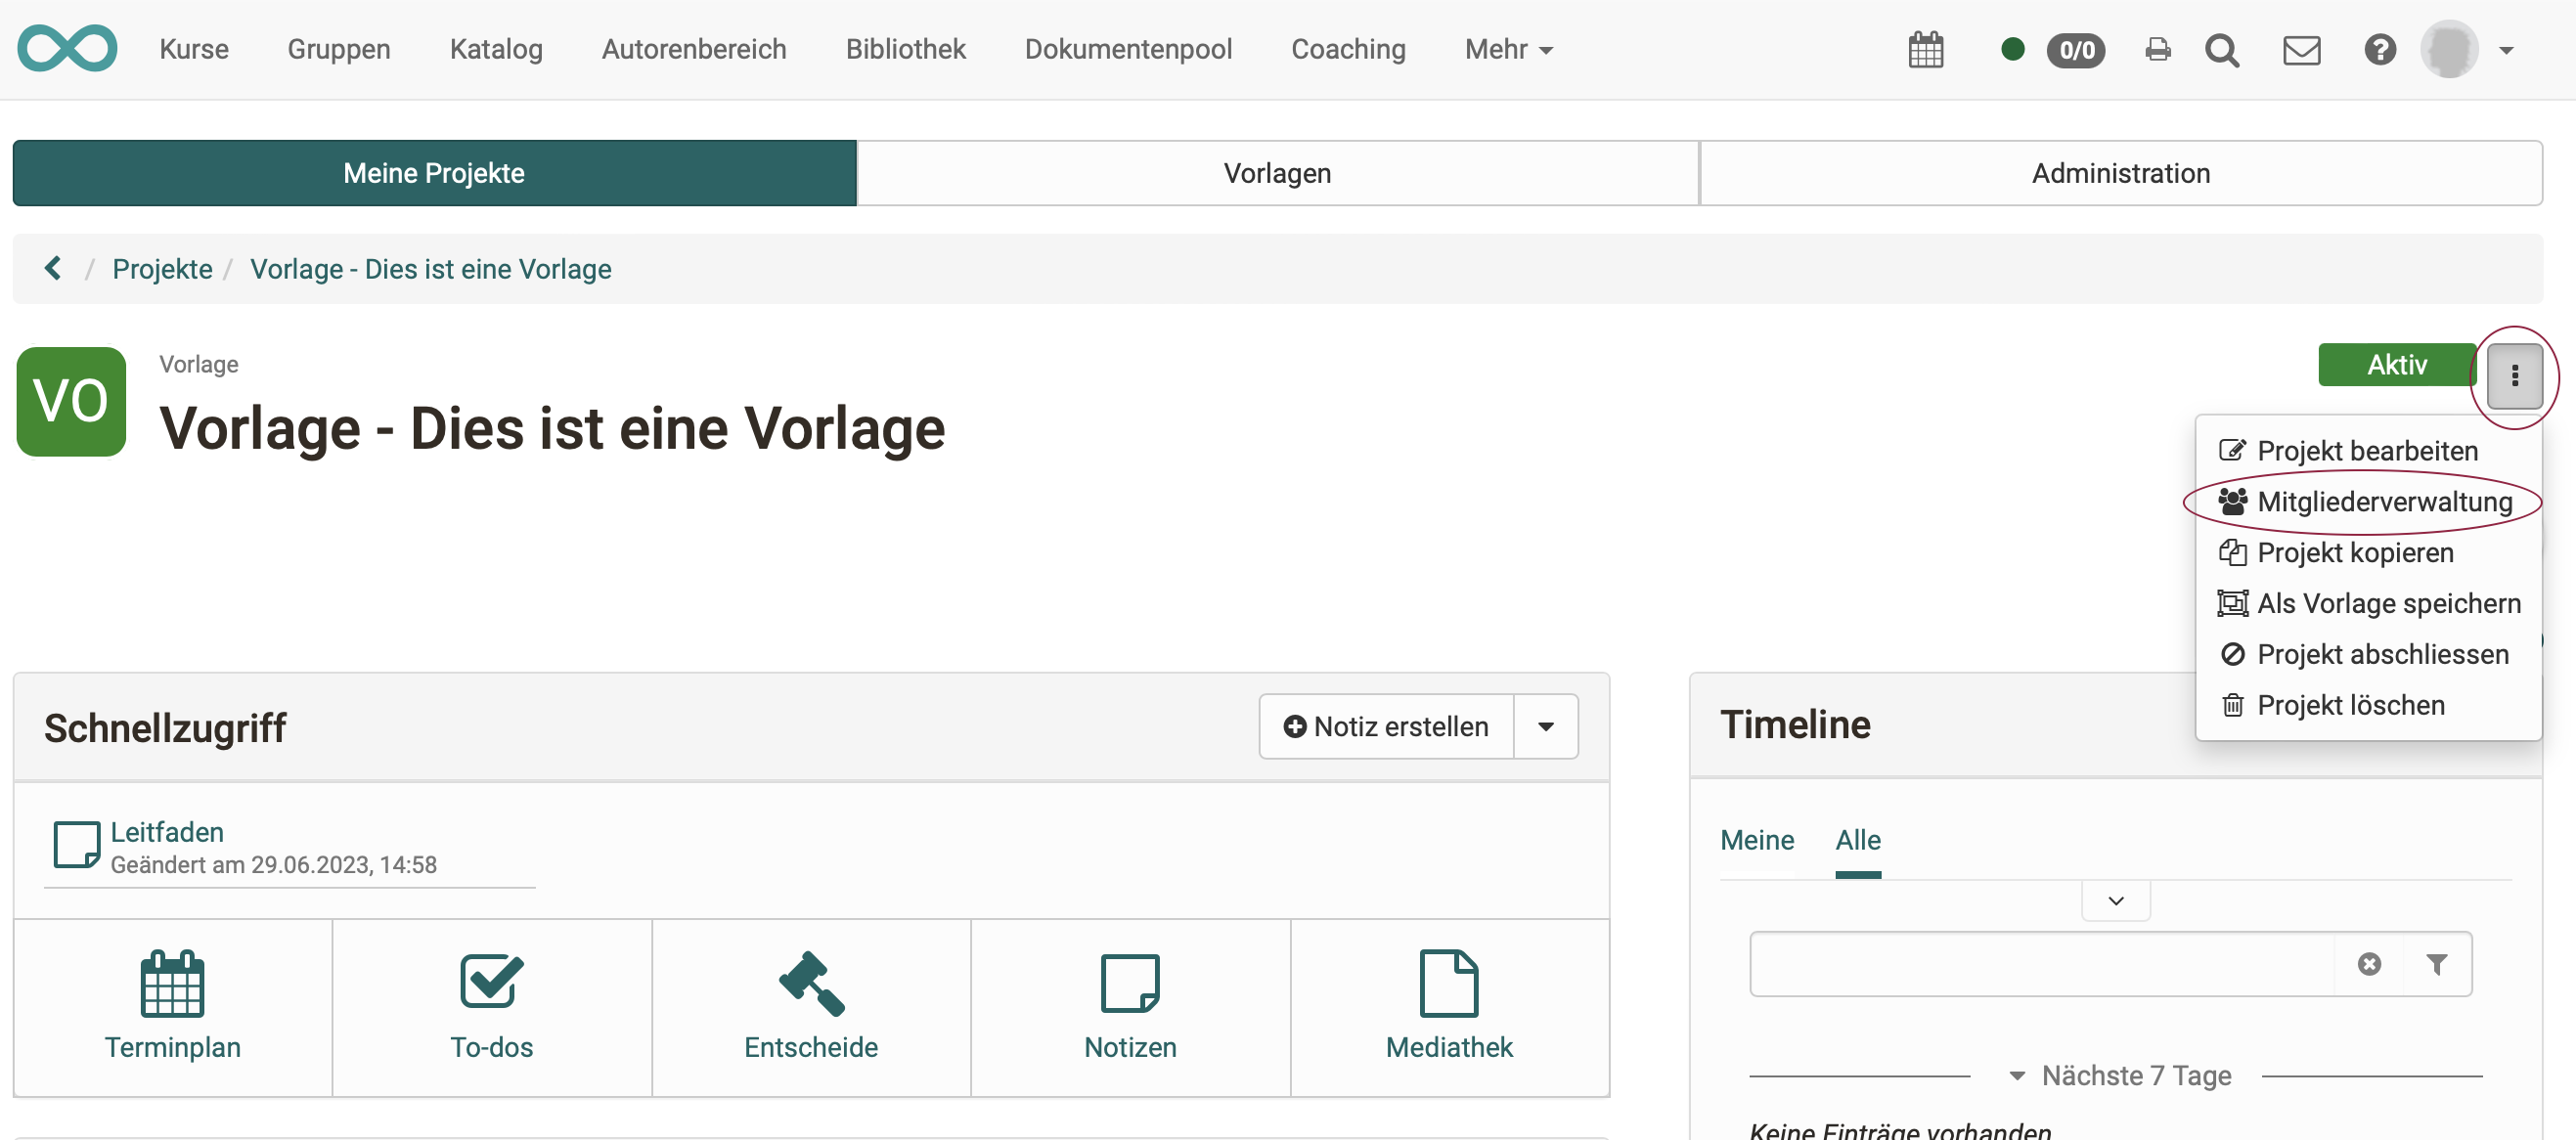 Kurse Gruppen Katalog Autorenbereich Bibliothek Dokumentenpool Coaching Mehr 0/0
Meine Projekte Vorlagen Administration
/ Projekte / Vorlage - Dies ist eine Vorlage
VO
Vorlage
Vorlage - Dies ist eine Vorlage
Aktiv
Projekt bearbeiten
Mitgliederverwaltung
Projekt kopieren
Als Vorlage speichern
Projekt abschliessen
Projekt löschen
Schnellzugriff
Notiz erstellen
Leitfaden
Geändert am 29.06.2023, 14:58
Terminplan To-dos Entscheide Notizen Mediathek
Timeline
Meine Alle
Nächste 7 Tage
Keine Einträge vorhanden